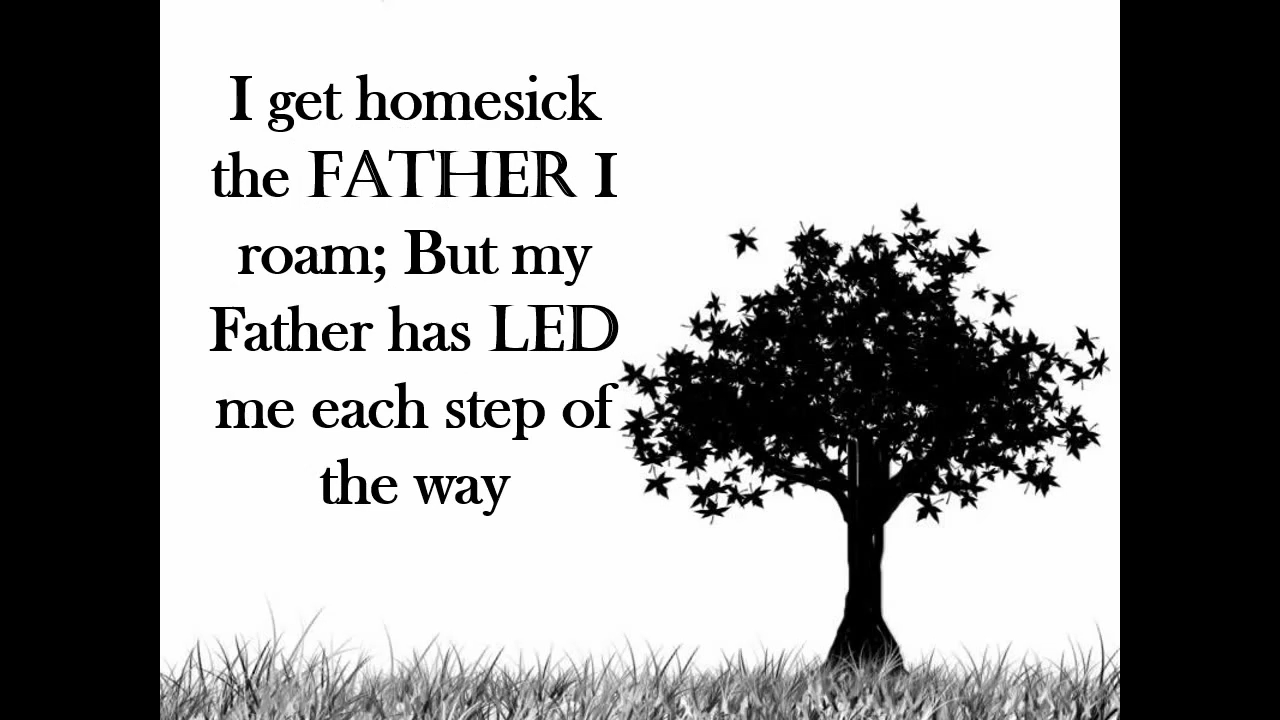 I get homesick
the FATHER I
roam; But my
Father has LED
me each step of
the way